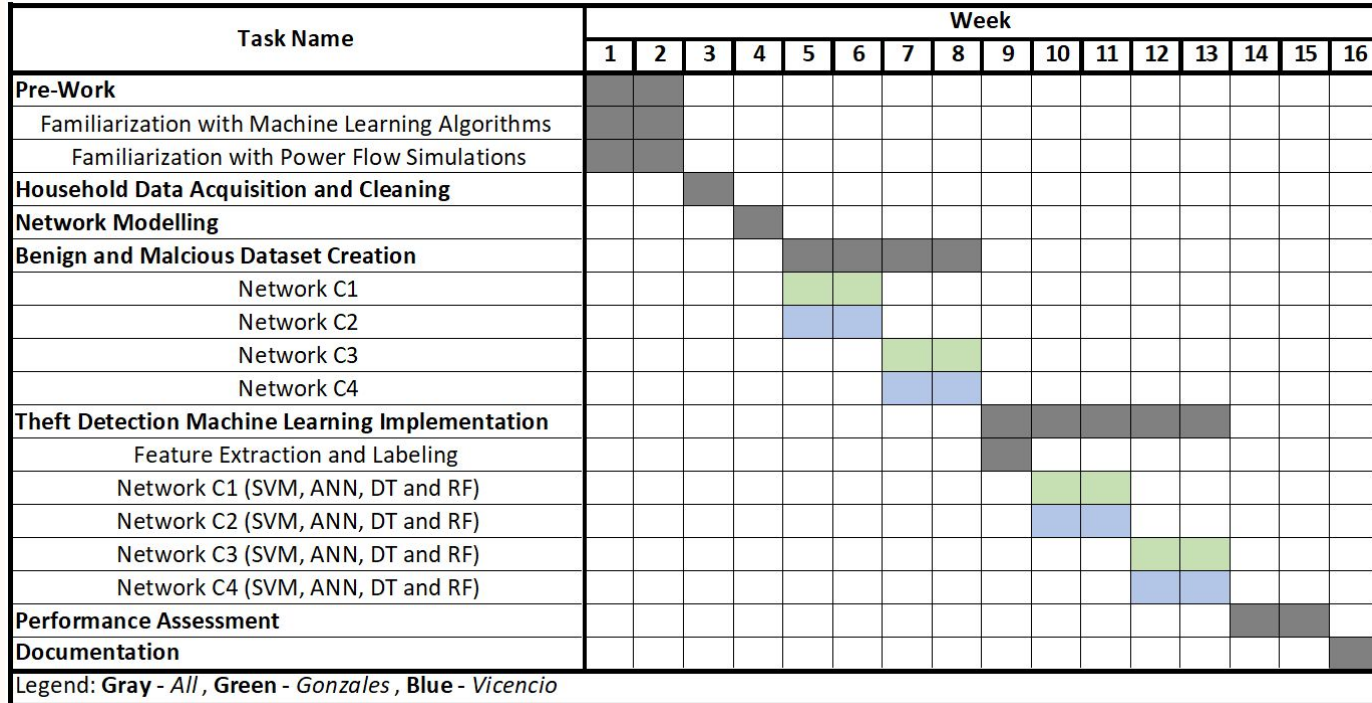 Task Name
Week
1 2 3 4 5 6 7 8 9 10 11 12 13 14 15 16
Pre-Work
Familiarization with Machine Learning Algorithms
Familiarization with Power Flow Simulations
Household Data Acquisition and Cleaning
Network Modelling
Benign and Malcious Dataset Creation
Network C1
Network C2
Network C3
Network C4
Theft Detection Machine Learning Implementation
Feature Extraction and Labeling
Network C1 (SVM, ANN, DT and RF)
Network C2 (SVM, ANN, DT and RF)
Network C3 (SVM, ANN, DT and RF)
Network C4 (SVM, ANN, DT and RF)
Performance Assessment
Documentation
Legend: Gray - All , Green - Gonzales , Blue - Vicencio